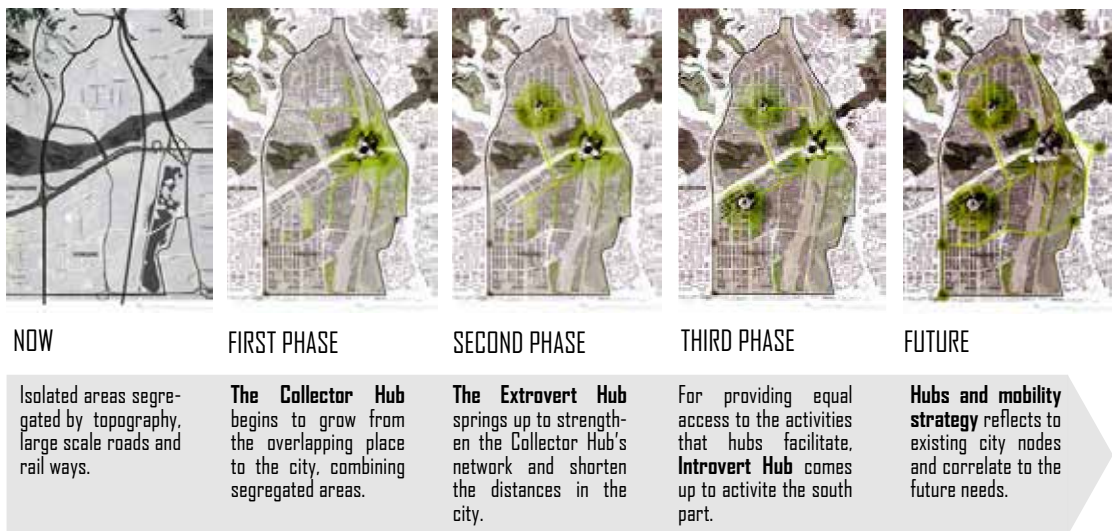 NOW
Isolated areas segre-
gated by topography,
large scale roads and
rail ways.
FIRST PHASE
The Collector Hub
begins to grow from
the overlapping place
to the city, combining
segregated areas.
SECOND PHASE
The Extrovert Hub
springs up to strength-
en the Collector Hub's
network and shorten
the distances in the
city.
THIRD PHASE
For providing equal
access to the activities
that hubs facilitate,
Introvert Hub comes
up to activite the south
part.
FUTURE
Hubs and mobility
strategy reflects to
existing city nodes
and correlate to the
future needs.